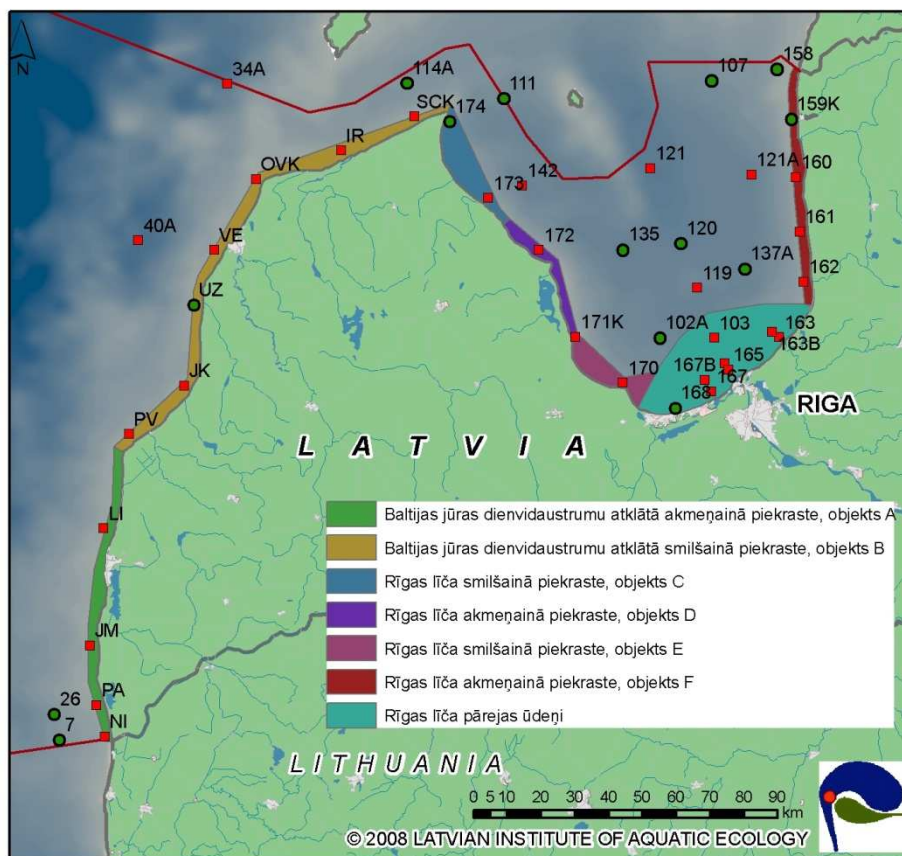 158
107
34A
114A
111
N
SCK
174
159K
IR
OVK
121
121A
160
142
173
161
40A
VE
172
135
120
137A
162
119
UZ
171K
102A
103
163
163B
165
JK
170
167B
167
168
RIGA
PV
LATVIA
LI
Baltijas jūras dienvidaustrumu atklātā akmeņainā piekraste, objekts A
Baltijas jūras dienvidaustrumu atklātā smilšainā piekraste, objekts B
Rīgas līča smilšainā piekraste, objekts C
Rīgas līča akmeņainā piekraste, objekts D
Rīgas līča smilšainā piekraste, objekts E
Rīgas līča akmeņainā piekraste, objekts F
Rīgas līča pārejas ūdeņi
JM
PA
26
7
NI
LITHUANIA
0 5 10 20 30 40 50 60 70 80 90
km
© 2008 LATVIAN INSTITUTE OF AQUATIC ECOLOGY